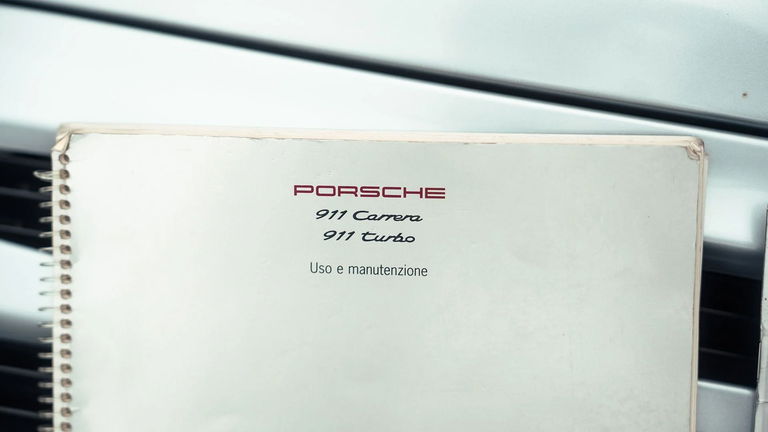 PORSCHE
911 Carrera
911 turbo
Uso e manutenzione